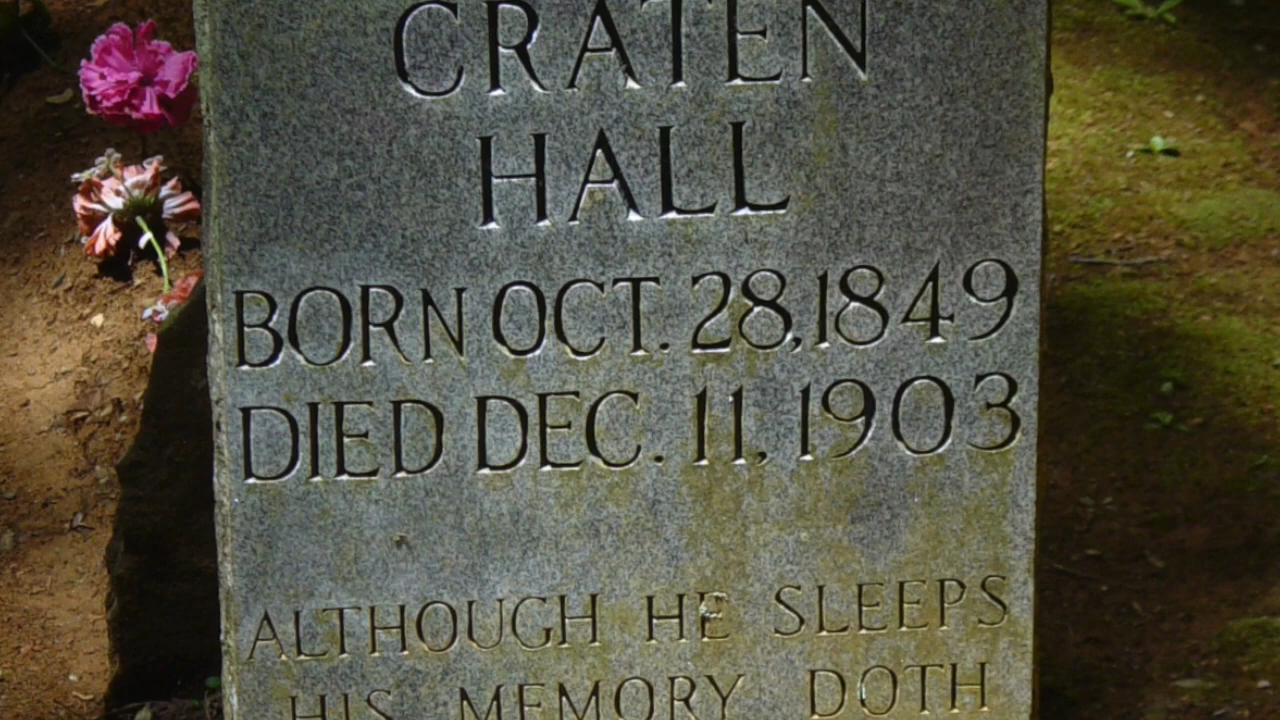 CRATEN
HALL
BORN OCT. 28, 1849
DIED DEC. 11, 1903
ALTHOUGH HE SLEEPS
HIS MEMORY DOTH